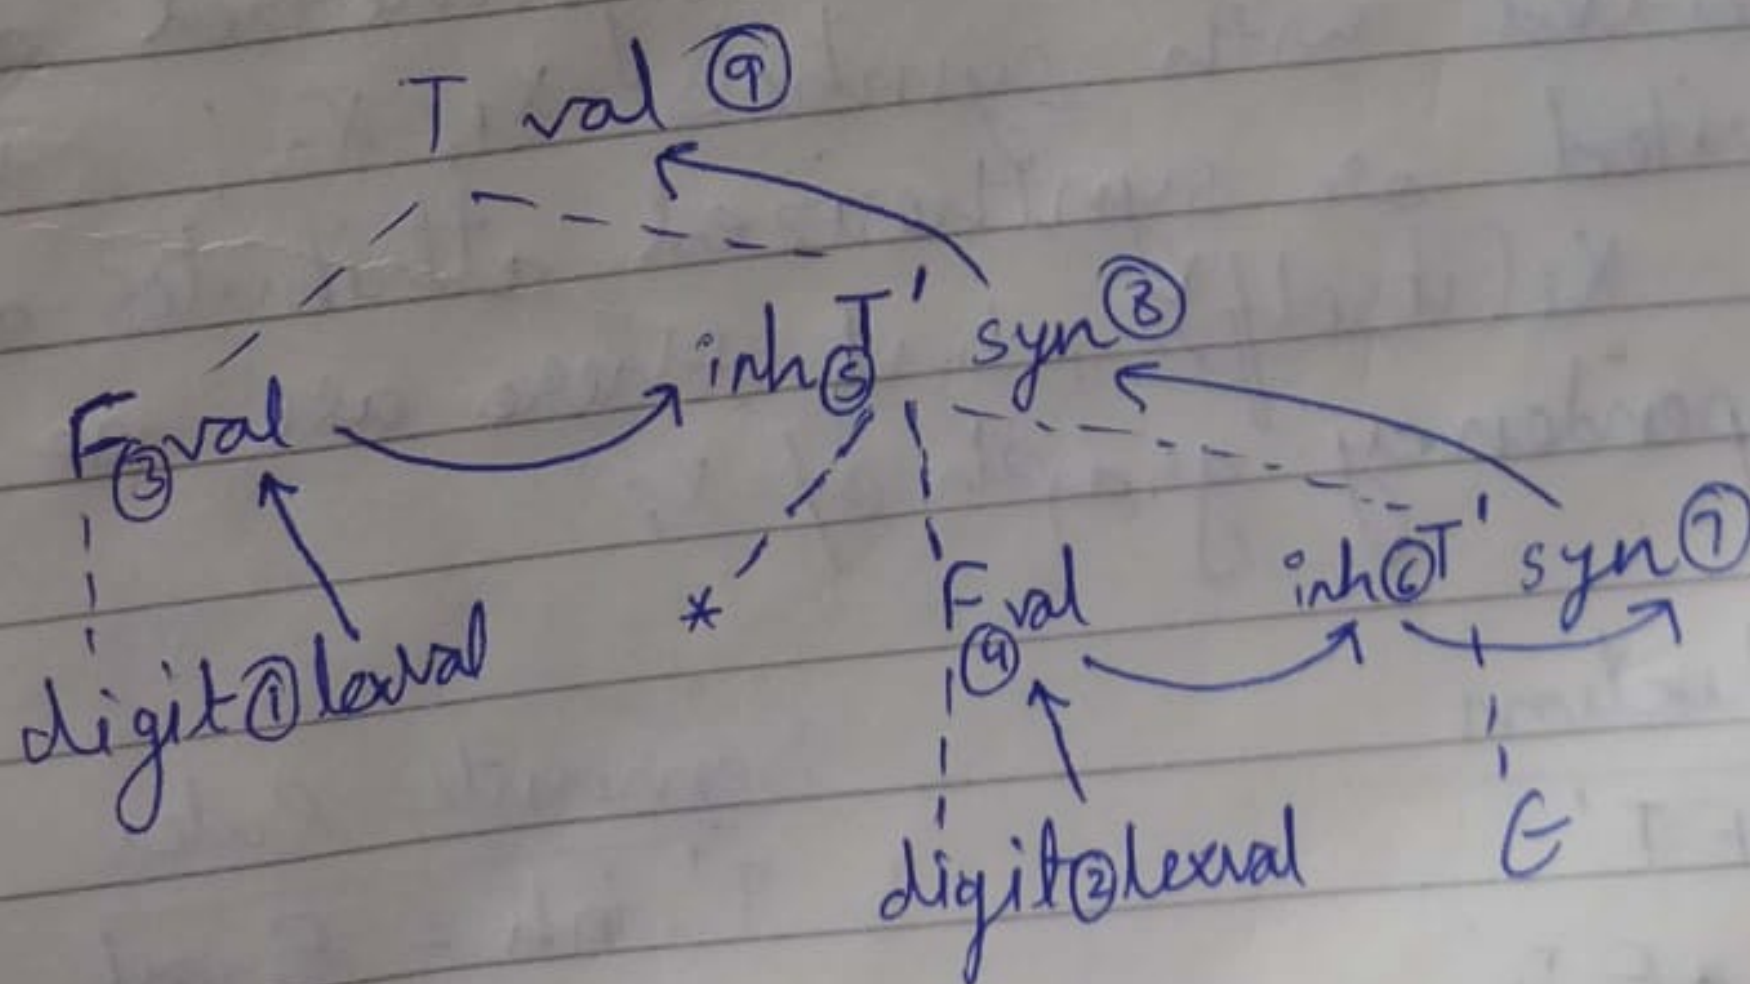 T val ⑨
inh ⑤ T' syn ⑧
F ③ val
inh ⑥ T' syn ⑦
* F ④ val
digit ① lexval
digit ② lexval
ϵ